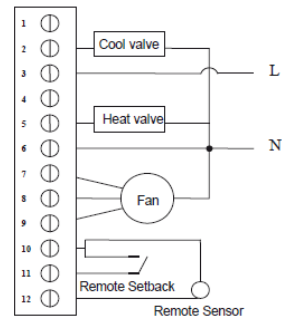 1
2
Cool valve
3
L
4
5
Heat valve
6
N
7
8
Fan
9
10
11
Remote Setback
12
Remote Sensor